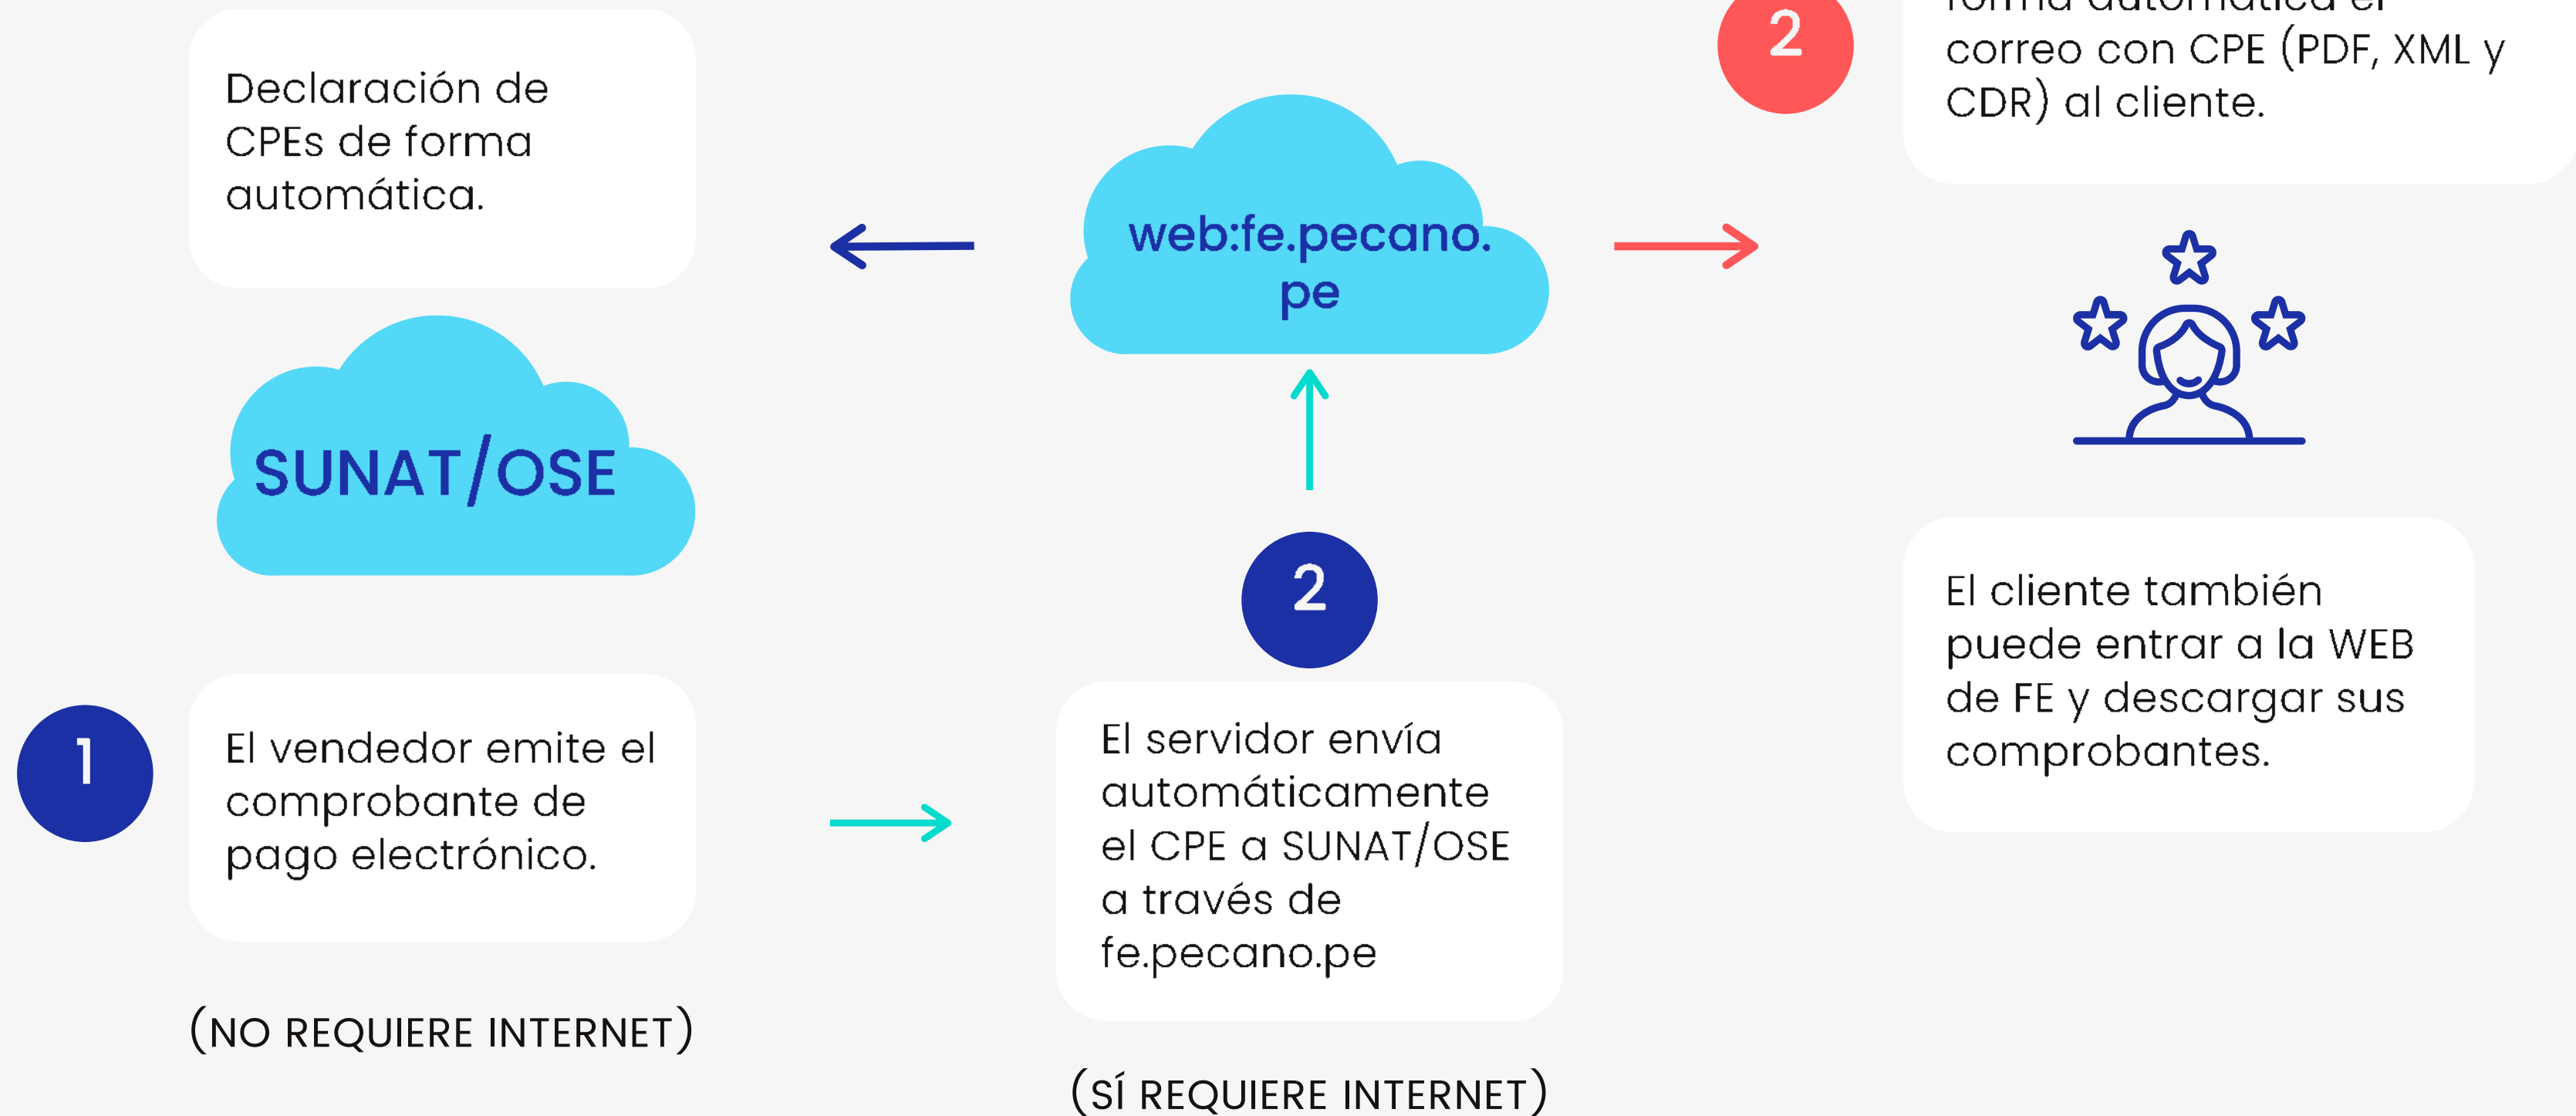 Declaración de
CPEs de forma
automática.
SUNAT/OSE
1
El vendedor emite el
comprobante de
pago electrónico.
(NO REQUIERE INTERNET)
web:fe.pecano.
pe
2
El servidor envía
automáticamente
el CPE a SUNAT/OSE
a través de
fe.pecano.pe
(SÍ REQUIERE INTERNET)
2
forma automática el
correo con CPE (PDF, XML y
CDR) al cliente.
El cliente también
puede entrar a la WEB
de FE y descargar sus
comprobantes.